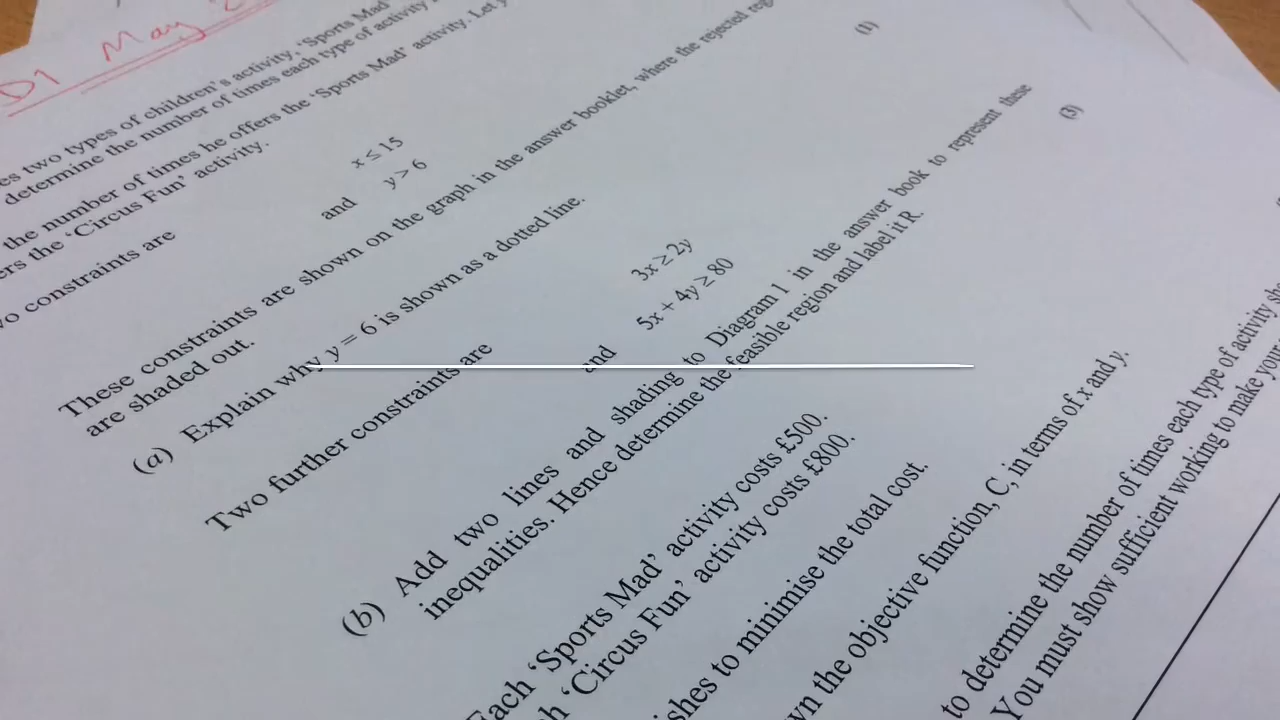 D1 May
es two types of children's activity, 'Sports Mad'
determine the number of times each type of activity
the number of times he offers the 'Sports Mad' activity. Let
ers the 'Circus Fun' activity.
constraints are
x ≤ 15
and y > 6
These constraints are shown on the graph in the answer booklet, where the rejected
are shaded out.
(a) Explain why y = 6 is shown as a dotted line.
(1)
Two further constraints are
3x ≥ 2y
and 5x + 4y ≥ 80
(b) Add two lines and shading to Diagram 1 in the answer book to represent these
inequalities. Hence determine the feasible region and label it R.
(3)
Each 'Sports Mad' activity costs £500.
'Circus Fun' activity costs £800.
shes to minimise the total cost.
wn the objective function, C, in terms of x and y.
to determine the number of times each type of activity
You must show sufficient working to make your